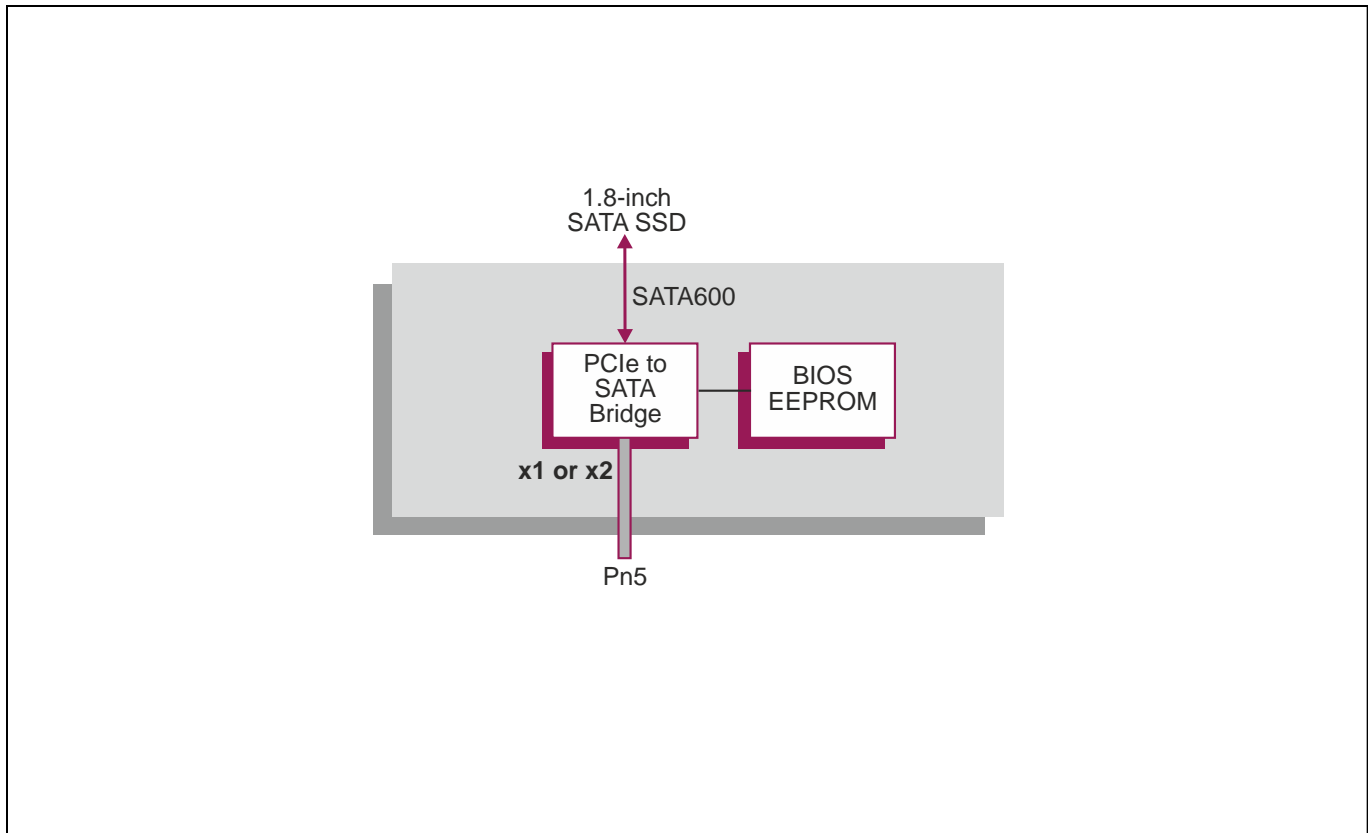 1.8-inch
SATA SSD
SATA600
PCIe to
SATA
Bridge
BIOS
EEPROM
x1 or x2
Pn5